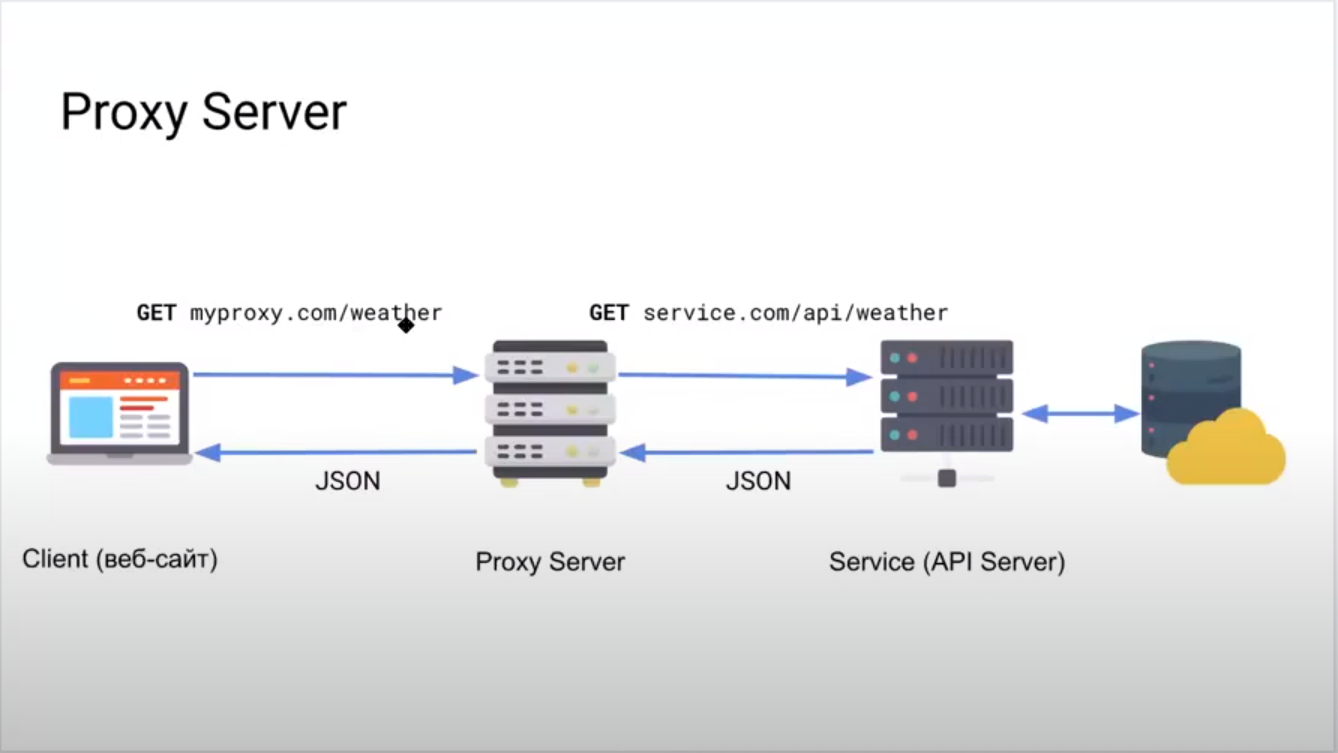 Proxy Server
GET myproxy.com/weather
GET service.com/api/weather
JSON
JSON
Client (веб-сайт)
Proxy Server
Service (API Server)